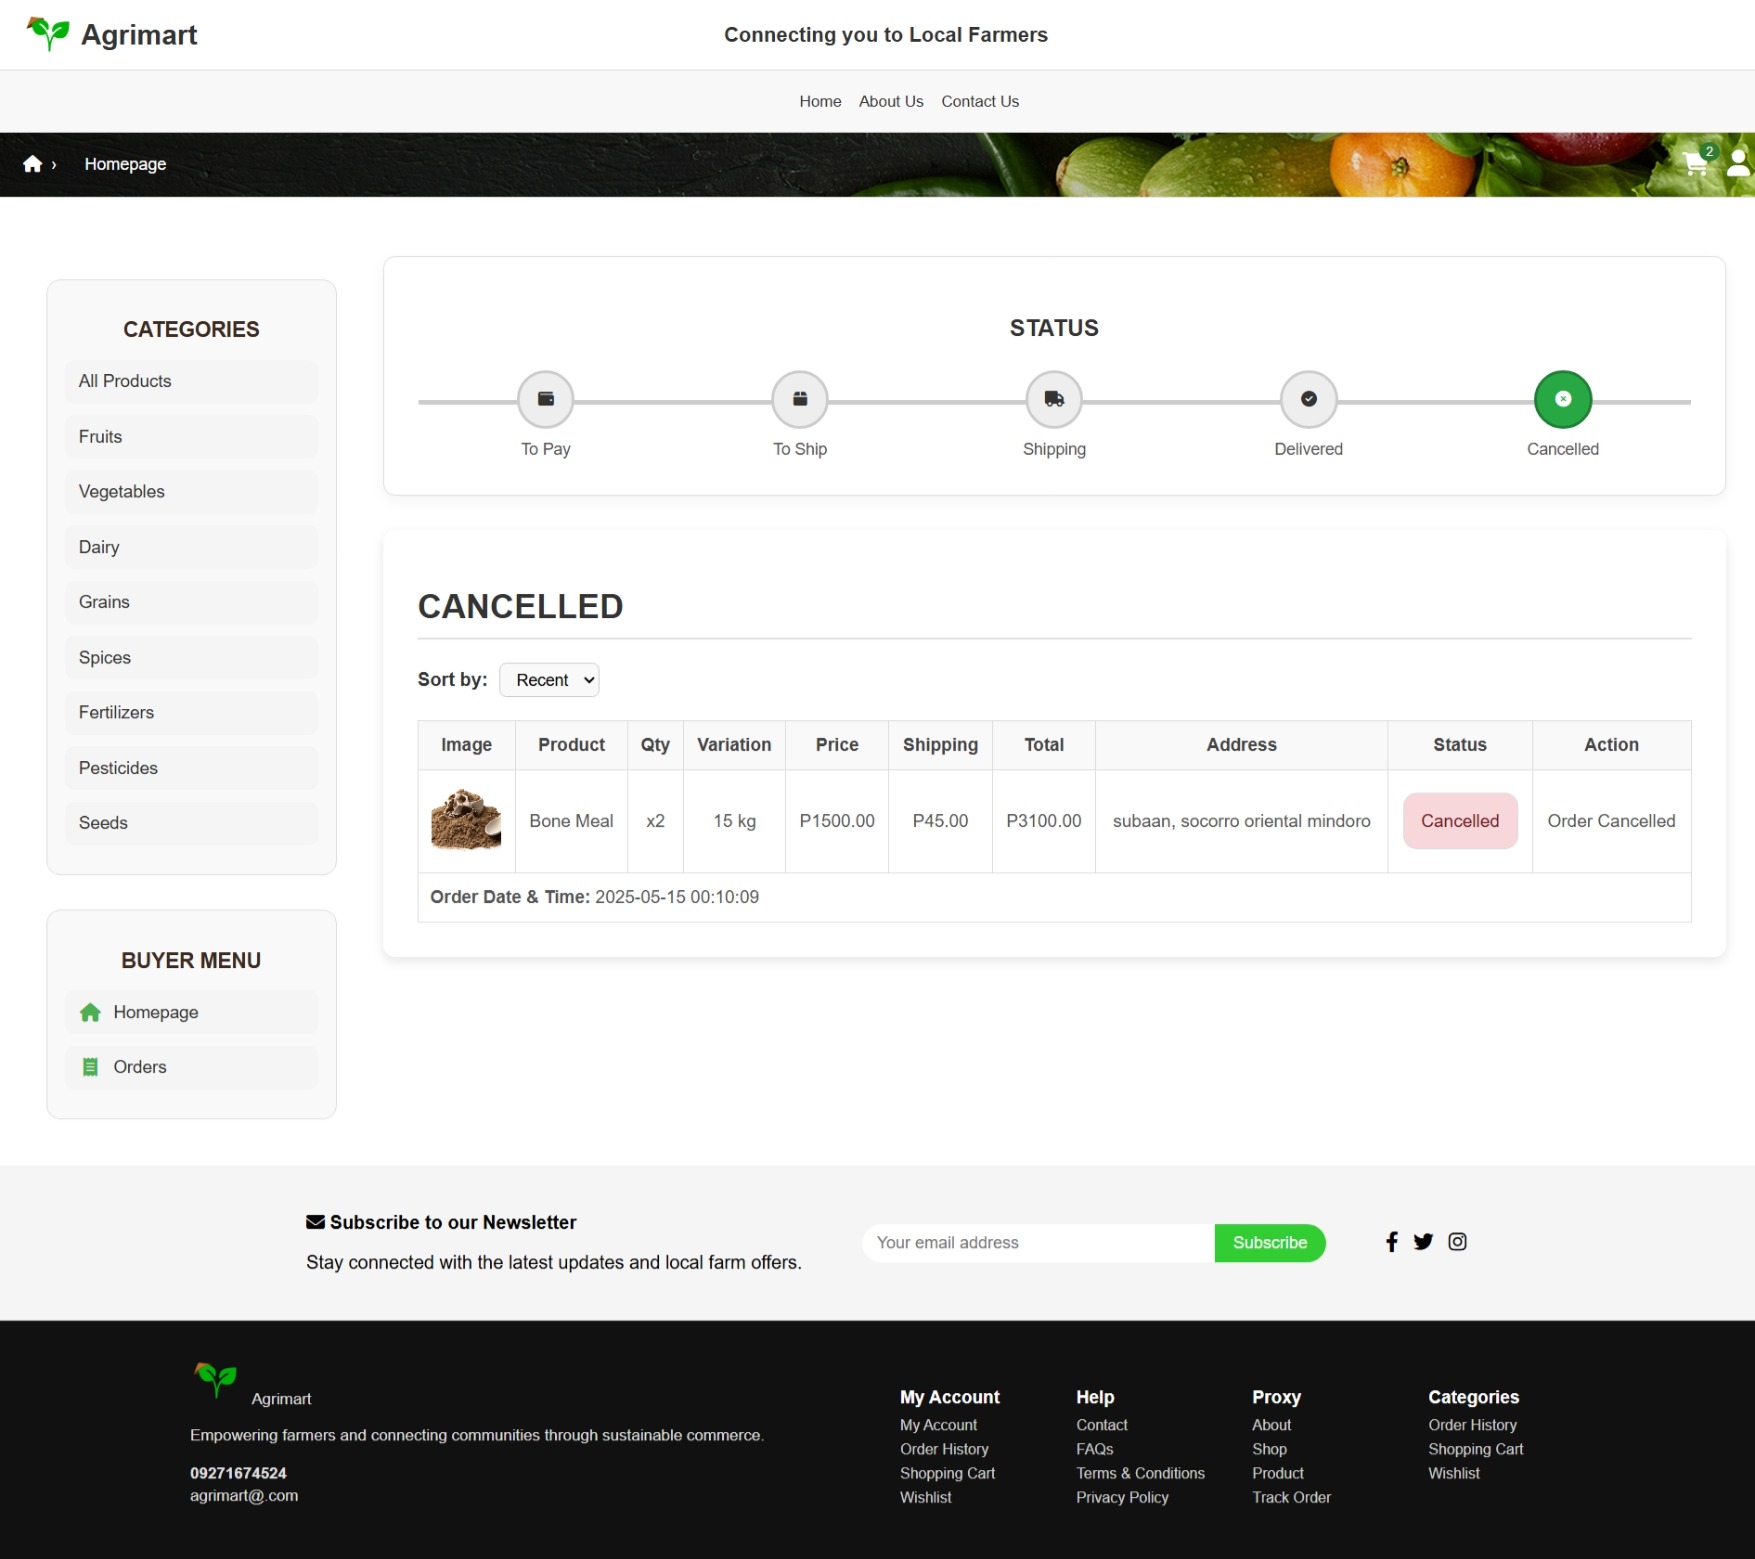 Agrimart
Connecting you to Local Farmers
Home About Us Contact Us
› Homepage
2
CATEGORIES
All Products
Fruits
Vegetables
Dairy
Grains
Spices
Fertilizers
Pesticides
Seeds
BUYER MENU
Homepage
Orders
STATUS
To Pay To Ship Shipping Delivered Cancelled
CANCELLED
Sort by: Recent
Image Product Qty Variation Price Shipping Total Address Status Action
Bone Meal x2 15 kg P1500.00 P45.00 P3100.00 subaan, socorro oriental mindoro Cancelled Order Cancelled
Order Date & Time: 2025-05-15 00:10:09
Subscribe to our Newsletter
Stay connected with the latest updates and local farm offers.
Your email address Subscribe
Agrimart
Empowering farmers and connecting communities through sustainable commerce.
09271674524
agrimart@.com
My Account
My Account
Order History
Shopping Cart
Wishlist
Help
Contact
FAQs
Terms & Conditions
Privacy Policy
Proxy
About
Shop
Product
Track Order
Categories
Order History
Shopping Cart
Wishlist